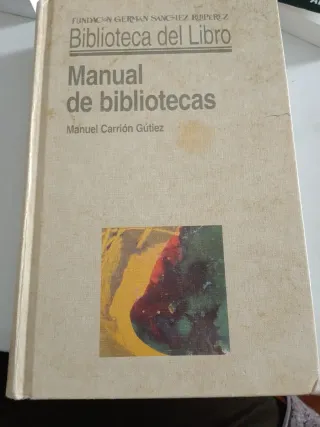 FUNDACIÓN GERMÁN SÁNCHEZ RUIPÉREZ
Biblioteca del Libro
Manual
de bibliotecas
Manuel Carrión Gútiez